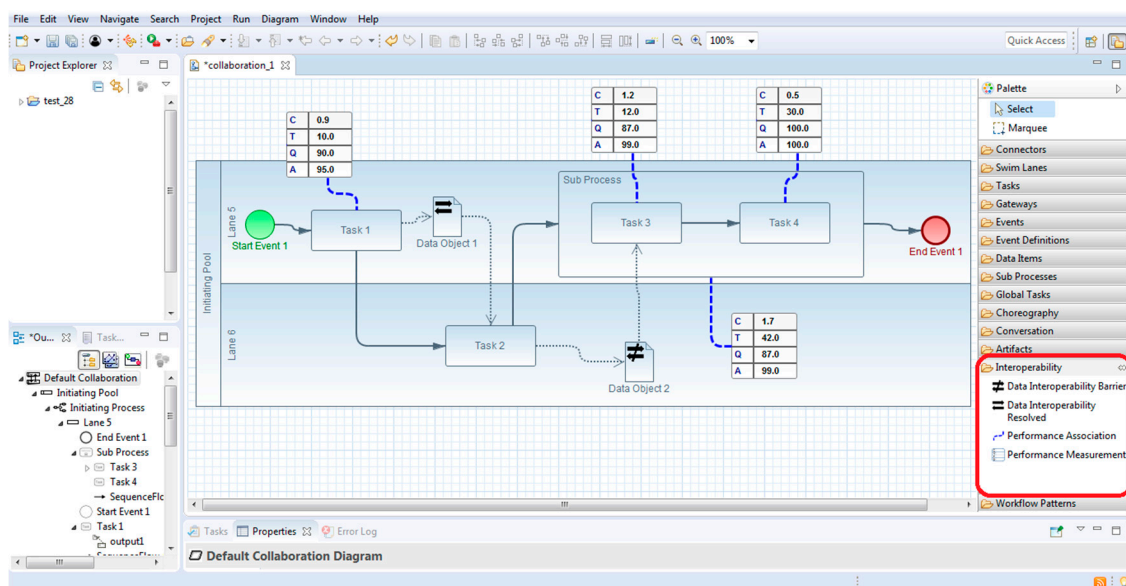 File Edit View Navigate Search Project Run Diagram Window Help
100%
Quick Access
Project Explorer
test_28
*collaboration_1
C 0.9
T 10.0
Q 90.0
A 95.0
C 1.2
T 12.0
Q 87.0
A 99.0
C 0.5
T 30.0
Q 100.0
A 100.0
Initiating Pool
Lane 5
Start Event 1
Task 1
Data Object 1
Sub Process
Task 3
Task 4
End Event 1
Lane 6
Task 2
Data Object 2
C 1.7
T 42.0
Q 87.0
A 99.0
Palette
Select
Marquee
Connectors
Swim Lanes
Tasks
Gateways
Events
Event Definitions
Data Items
Sub Processes
Global Tasks
Choreography
Conversation
Artifacts
Interoperability
Data Interoperability Barrier
Data Interoperability
Resolved
Performance Association
Performance Measurement
Workflow Patterns
*Ou...
Task...
Default Collaboration
Initiating Pool
Initiating Process
Lane 5
End Event 1
Sub Process
Task 3
Task 4
SequenceFlc
Start Event 1
Task 1
output1
Tasks
Properties
Error Log
Default Collaboration Diagram